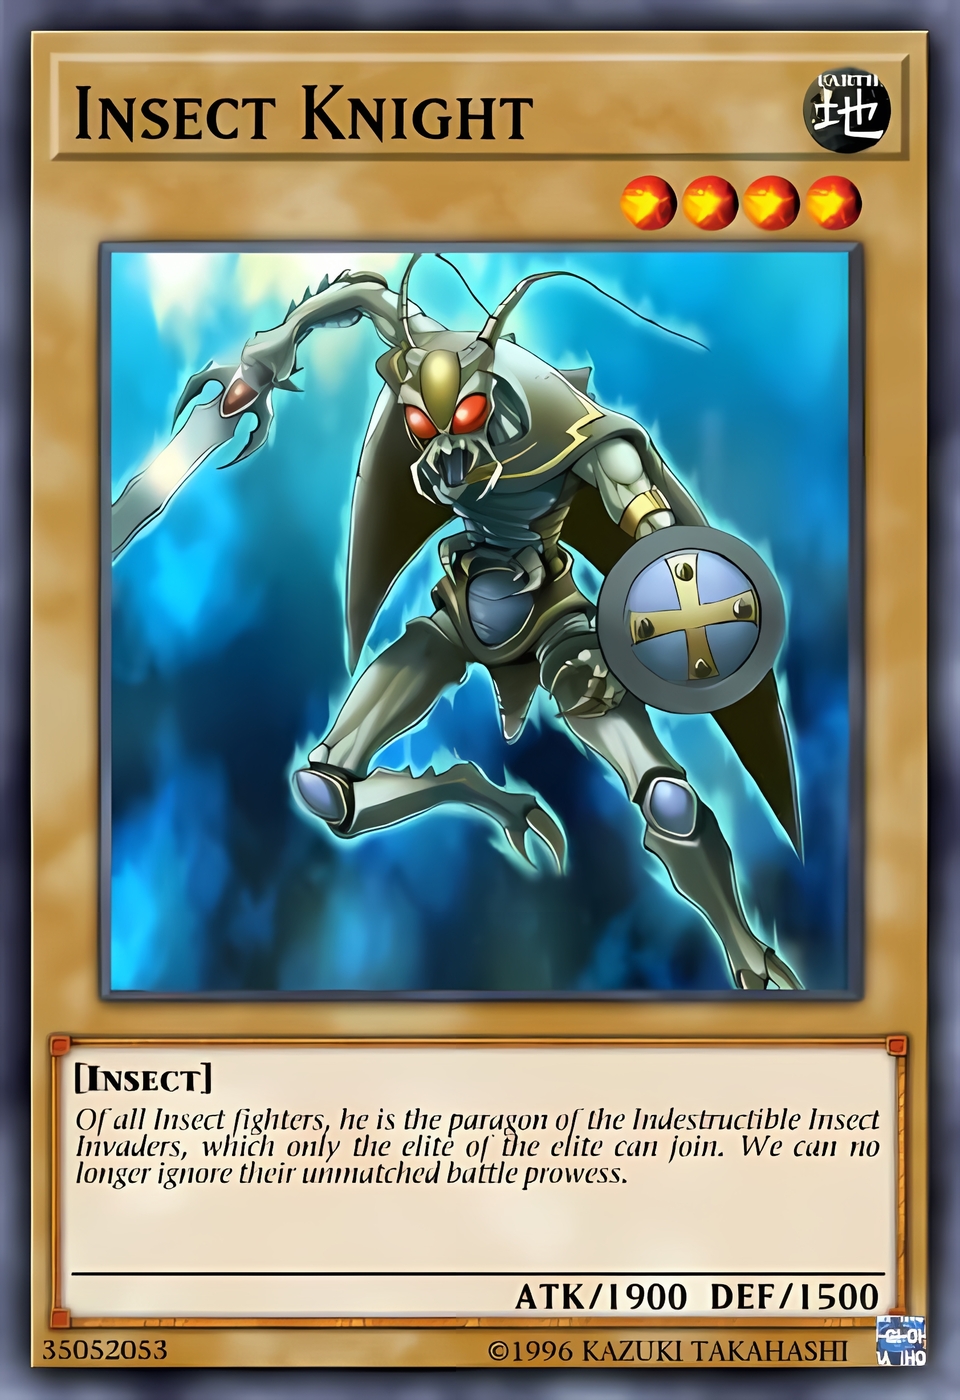 INSECT KNIGHT
地
[INSECT]
Of all Insect fighters, he is the paragon of the Indestructible Insect
Invaders, which only the elite of the elite can join. We can no
longer ignore their unmatched battle prowess.
ATK/1900 DEF/1500
35052053
©1996 KAZUKI TAKAHASHI